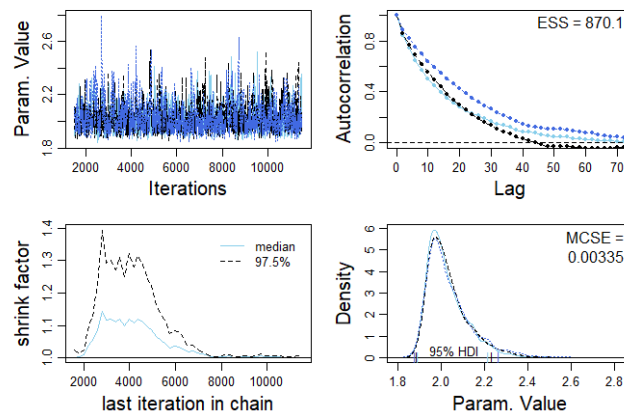 Param. Value
1.8 2.2 2.6
2000 4000 6000 8000 10000
Iterations
Autocorrelation
0.0 0.4 0.8
ESS = 870.1
0 10 20 30 40 50 60 70
Lag
shrink factor
1.0 1.1 1.2 1.3 1.4
median
97.5%
2000 4000 6000 8000 10000
last iteration in chain
Density
0 1 2 3 4 5 6
MCSE =
0.00335
95% HDI
1.8 2.0 2.2 2.4 2.6 2.8
Param. Value